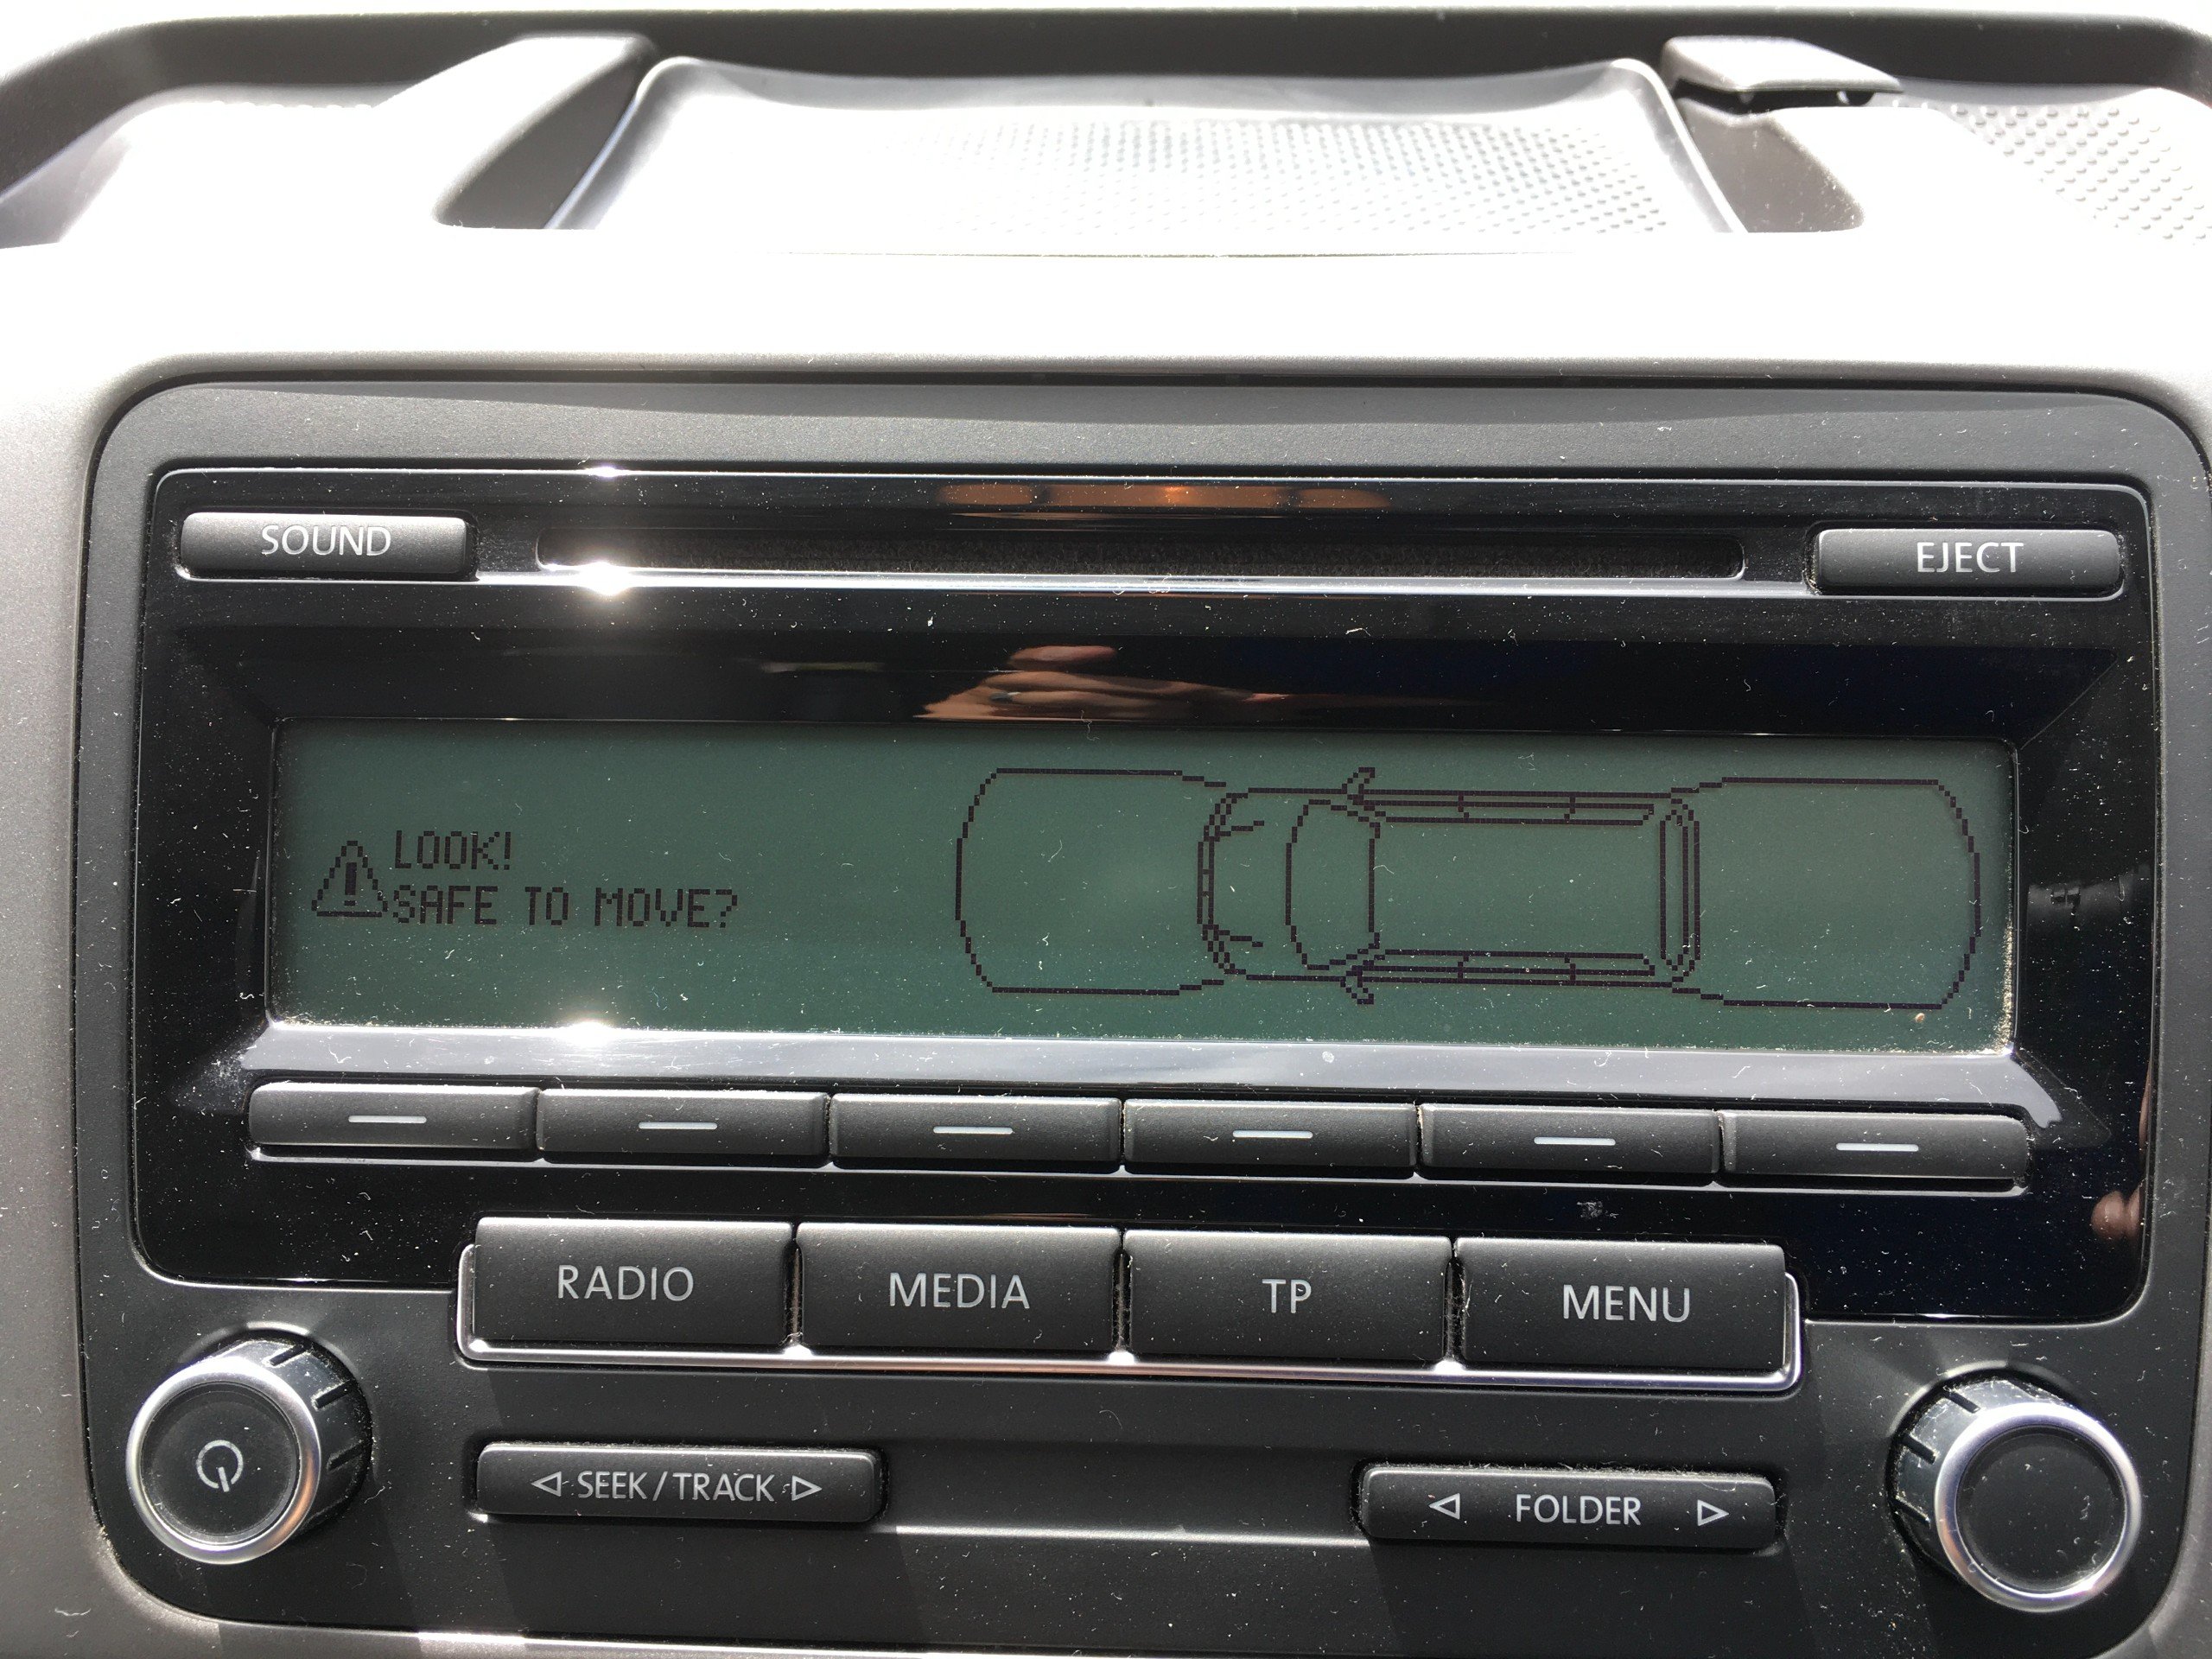 SOUND
EJECT
LOOK!
SAFE TO MOVE?
RADIO
MEDIA
TP
MENU
SEEK / TRACK
FOLDER